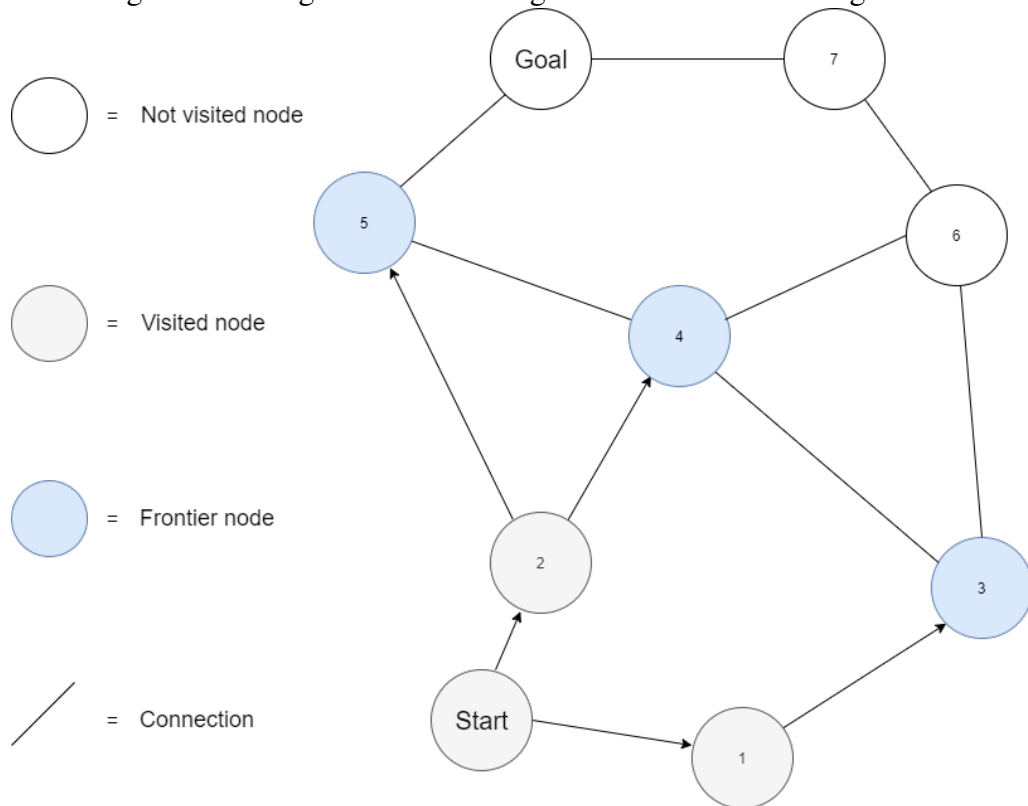 Goal
7
= Not visited node
5
6
= Visited node
4
= Frontier node
2
3
Start
= Connection
1